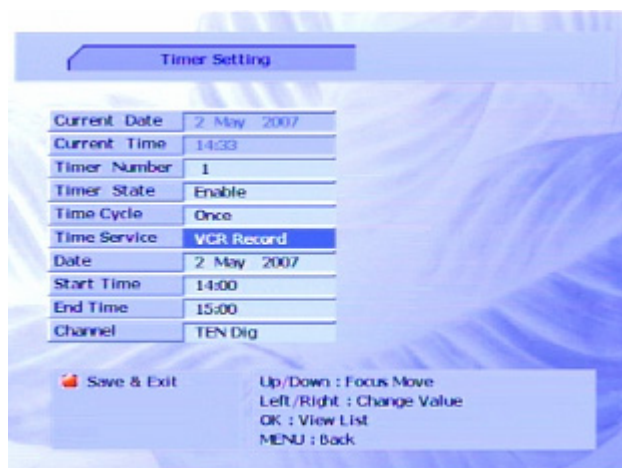 Timer Setting
Current Date 2 May 2007
Current Time 14:33
Timer Number 1
Timer State Enable
Time Cycle Once
Time Service VCR Record
Date 2 May 2007
Start Time 14:00
End Time 15:00
Channel TEN Dig
Save & Exit Up/Down : Focus Move
Left/Right : Change Value
OK : View List
MENU : Back